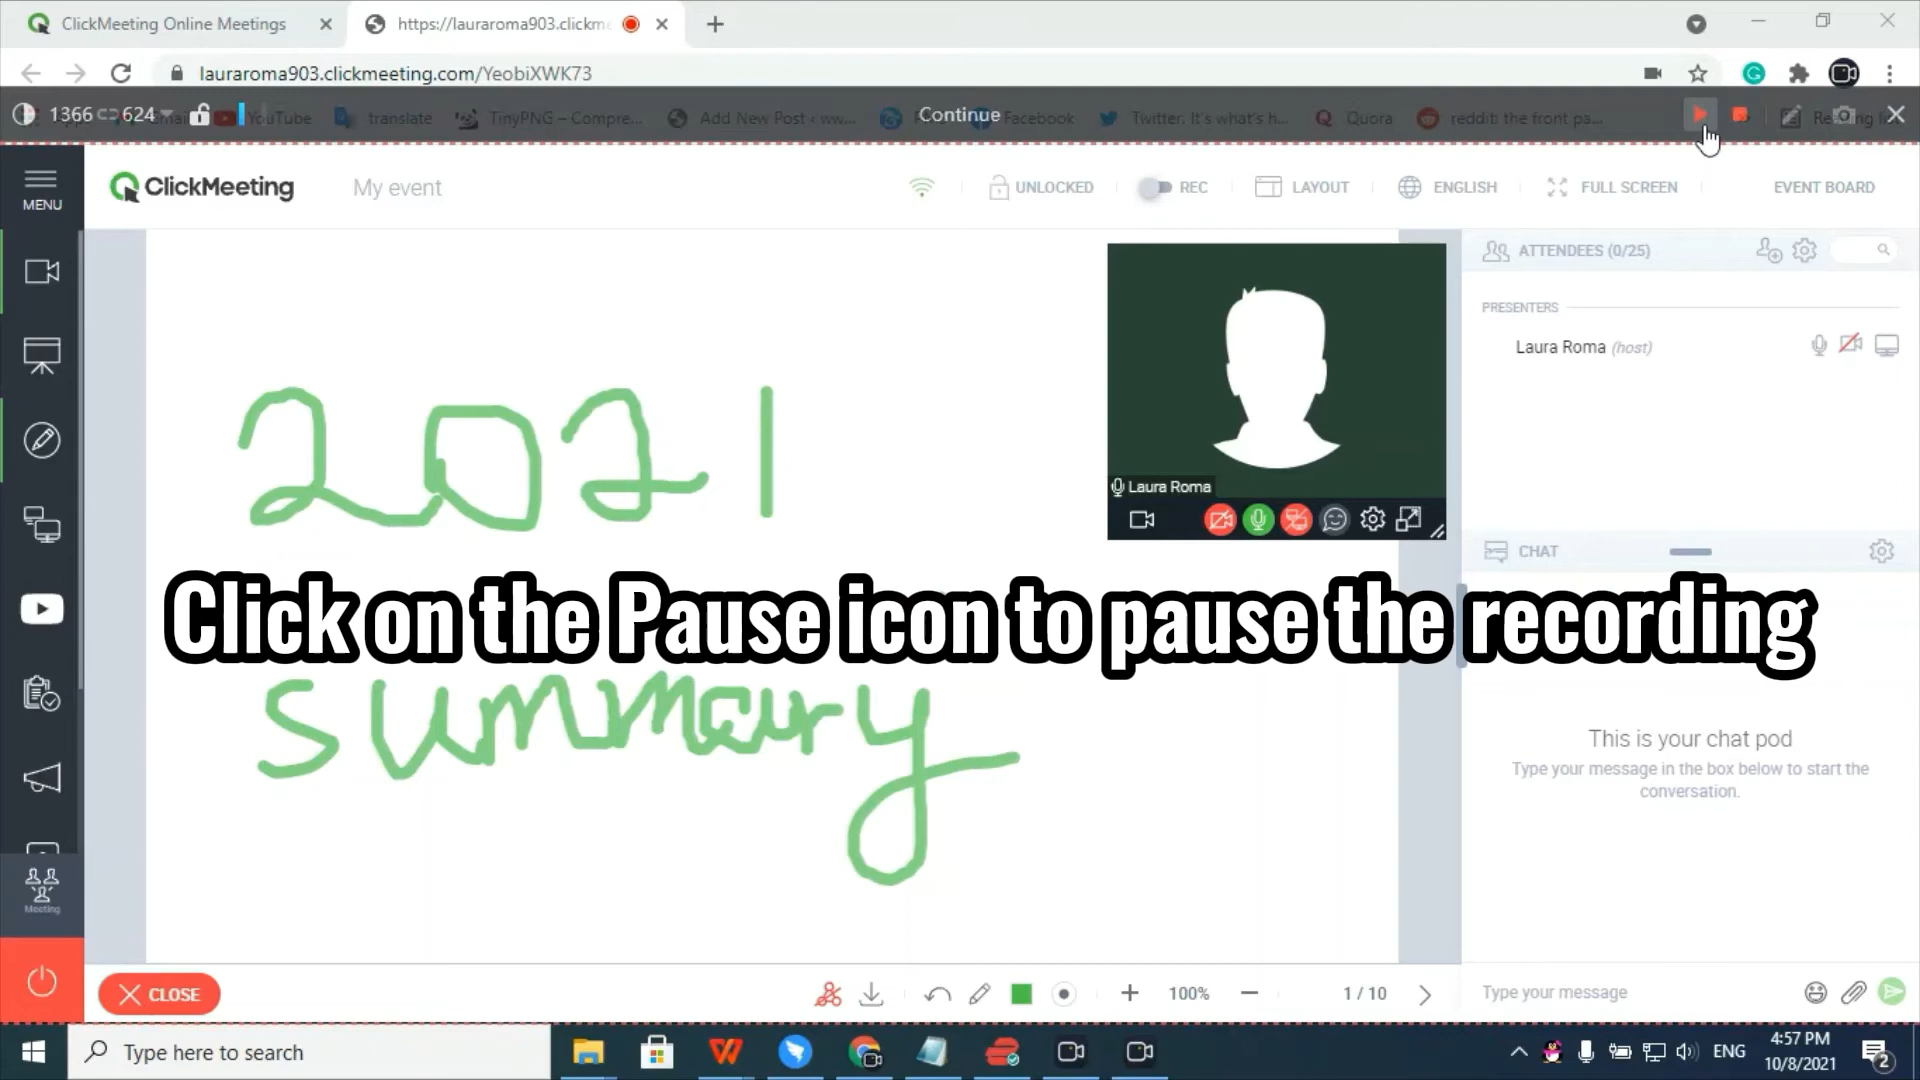 ClickMeeting Online Meetings
https://lauraroma903.clickm
lauraroma903.clickmeeting.com/YeobiXWK73
1366 624
Continue
YouTube translate TinyPNG – Compre... Add New Post ‹ ww... Facebook Twitter. It's what's h... Quora reddit: the front pa...
MENU
ClickMeeting
My event
UNLOCKED
REC
LAYOUT
ENGLISH
FULL SCREEN
EVENT BOARD
ATTENDEES (0/25)
PRESENTERS
Laura Roma (host)
Laura Roma
2021
CHAT
Click on the Pause icon to pause the recording
summary
This is your chat pod
Type your message in the box below to start the
conversation.
Meeting
CLOSE
100%
1 / 10
Type your message
Type here to search
ENG
4:57 PM
10/8/2021
2